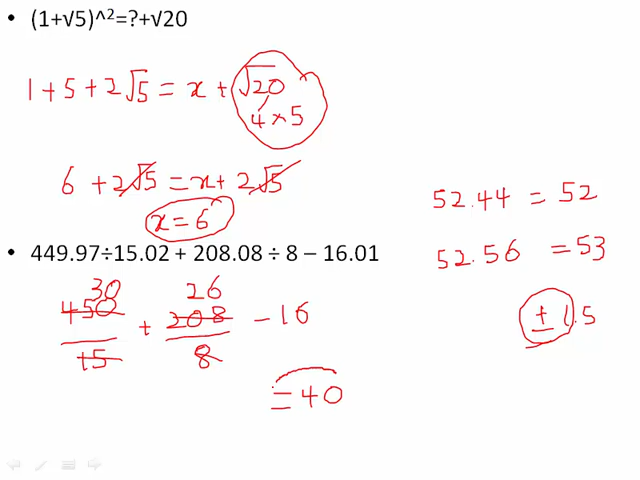 • (1+√5)^²=?+√20
1 + 5 + 2√5 = x + √20
4 × 5
6 + 2√5 = x + 2√5
x = 6
52.44 = 52
• 449.97÷15.02 + 208.08 ÷ 8 – 16.01
52.56 = 53
30 26
450/15 + 208/8 - 16
± 1.5
= 40